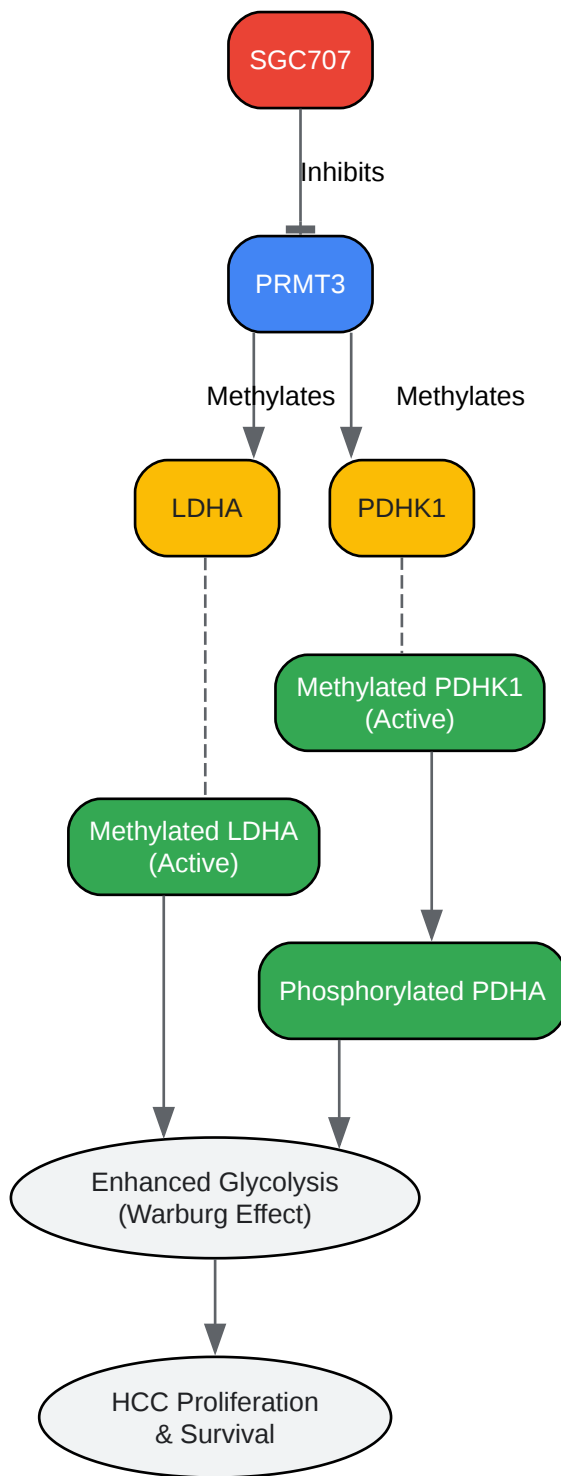 SGC707
Inhibits
PRMT3
Methylates
Methylates
LDHA
PDHK1
Methylated PDHK1
(Active)
Methylated LDHA
(Active)
Phosphorylated PDHA
Enhanced Glycolysis
(Warburg Effect)
HCC Proliferation
& Survival